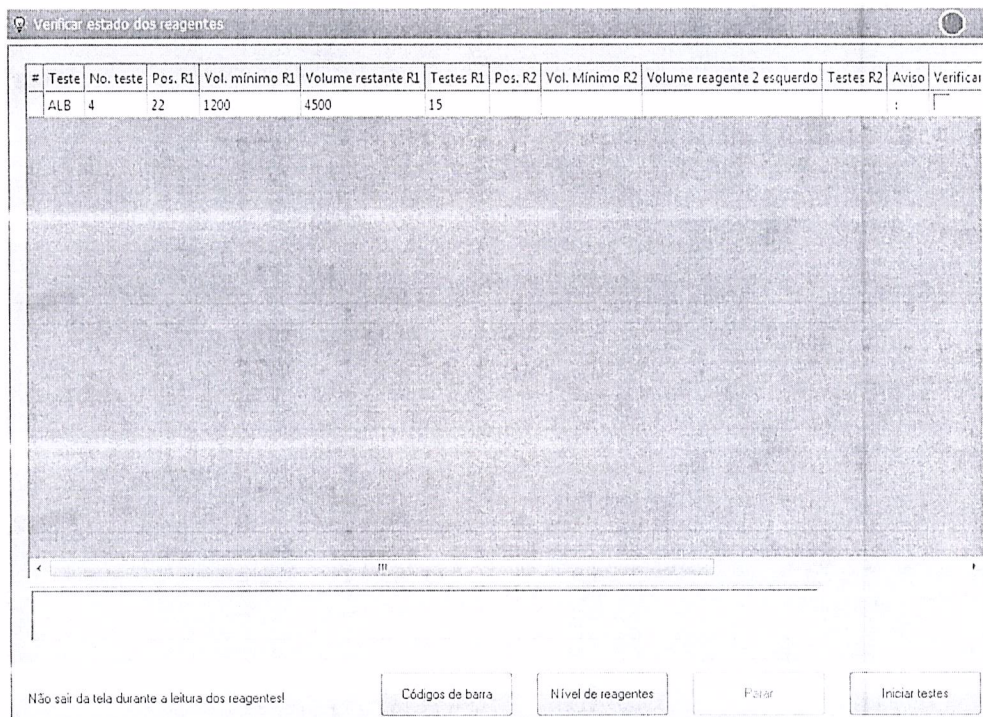 Verificar estado dos reagentes
# Teste No. teste Pos. R1 Vol. mínimo R1 Volume restante R1 Testes R1 Pos. R2 Vol. Mínimo R2 Volume reagente 2 esquerdo Testes R2 Aviso Verificar
ALB 4 22 1200 4500 15 :
Não sair da tela durante a leitura dos reagentes!
Códigos de barra
Nível de reagentes
Parar
Iniciar testes